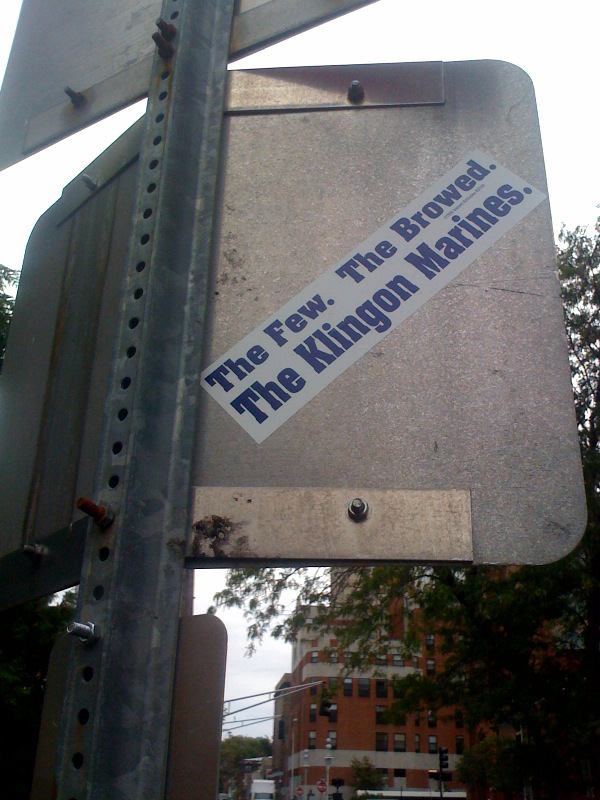 The Few. The Browed.
The Klingon Marines.